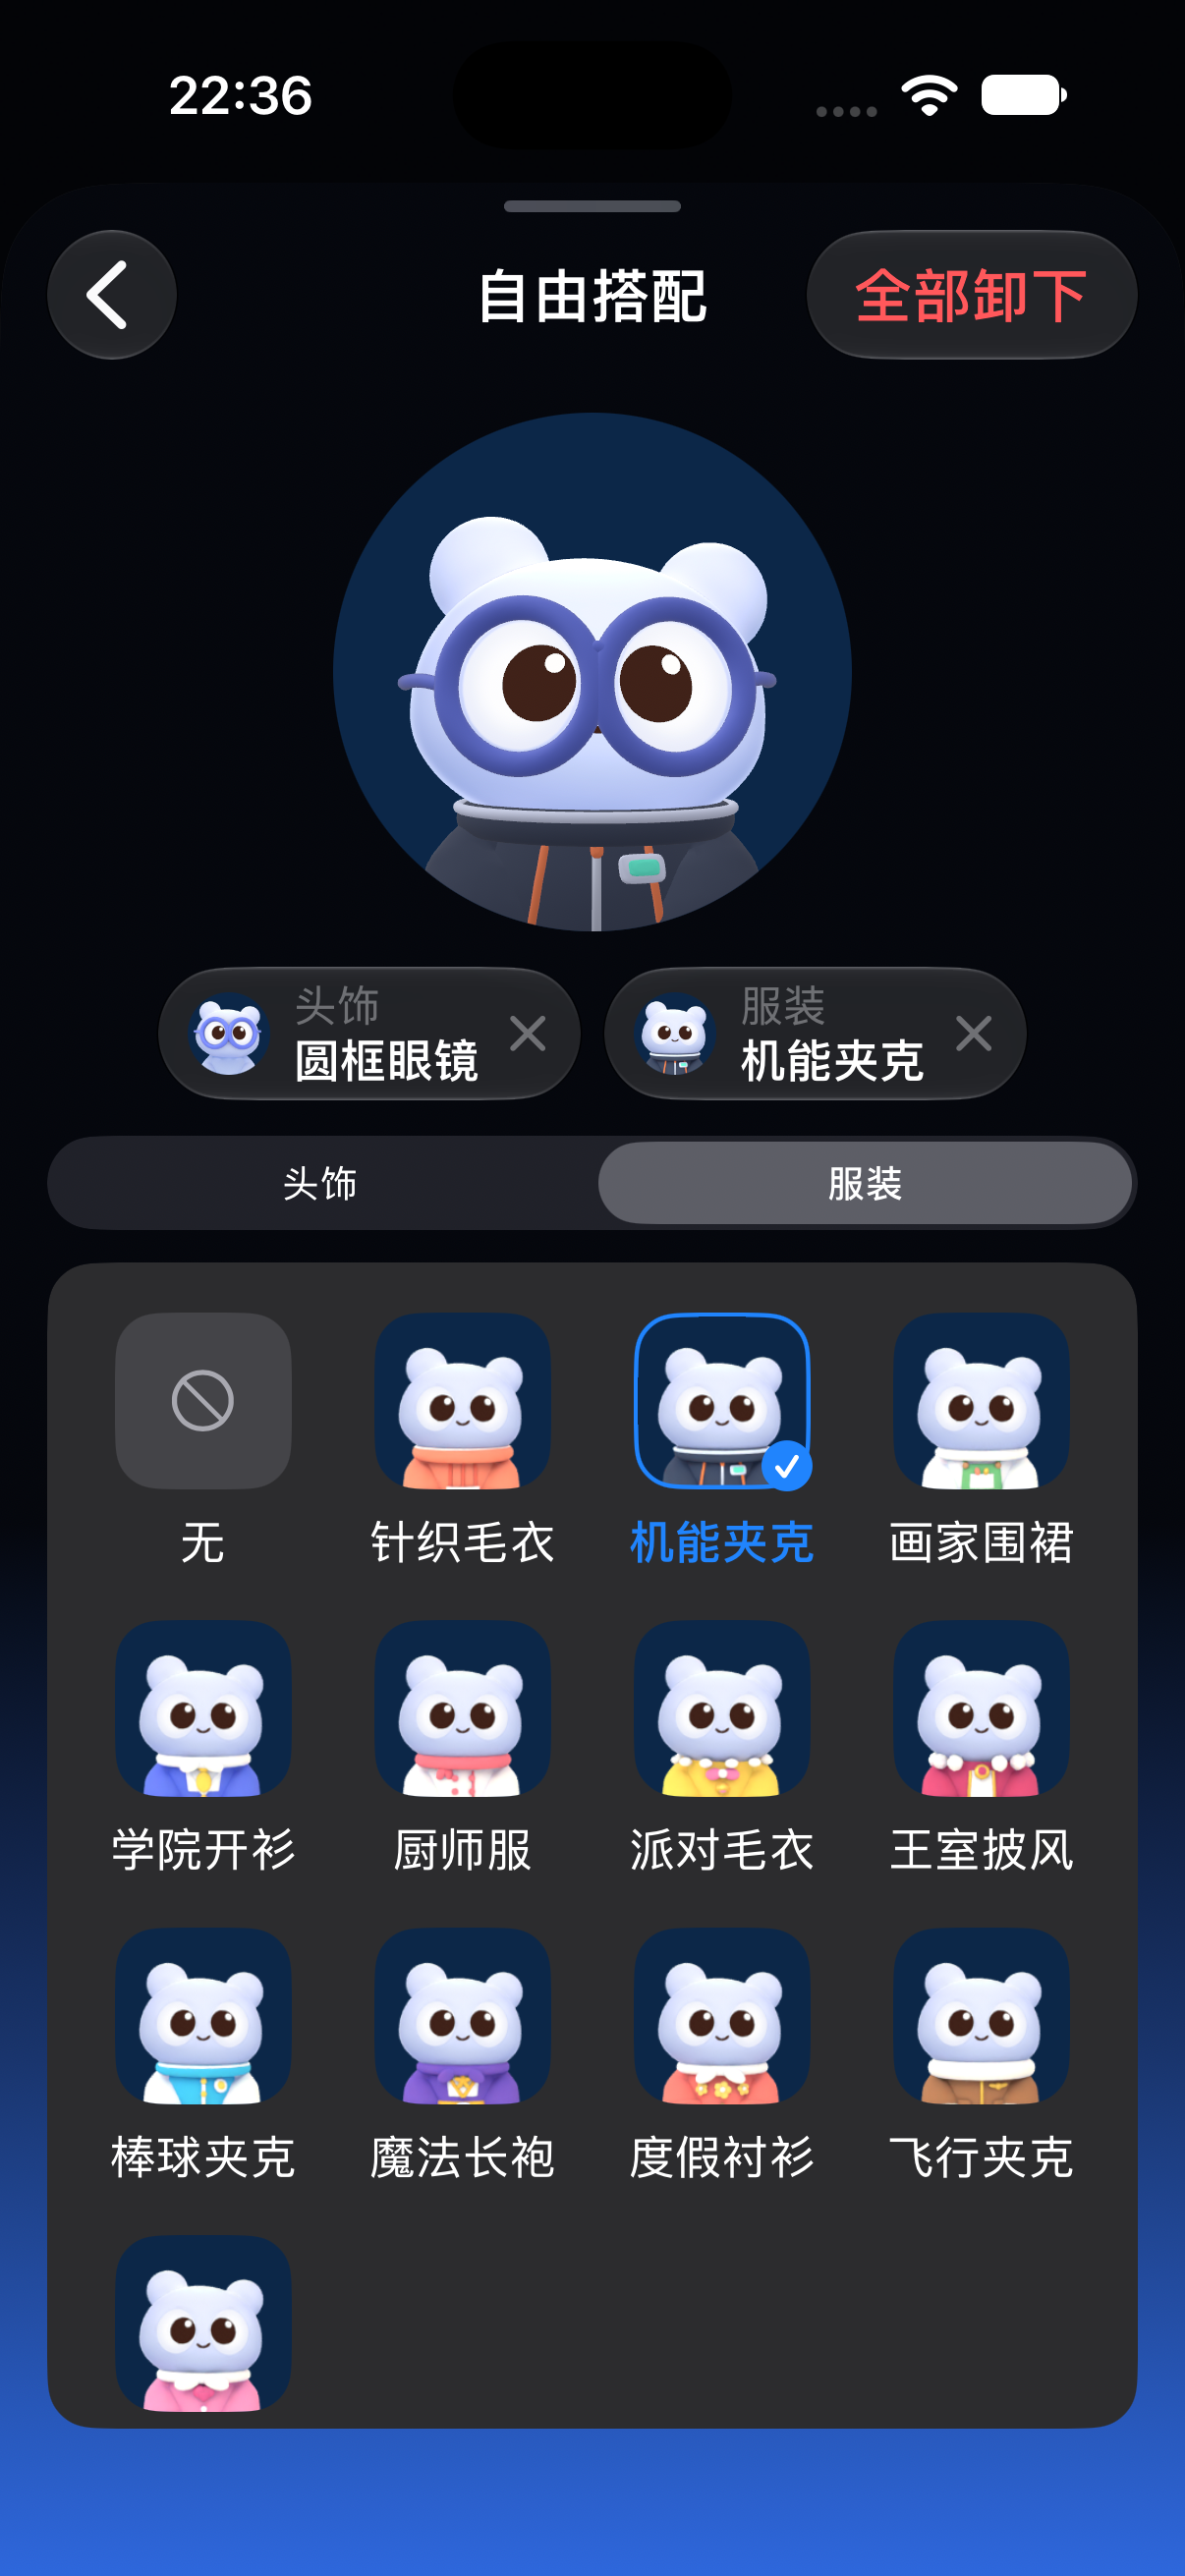 22:36
自由搭配
全部卸下
头饰
圆框眼镜
服装
机能夹克
头饰
服装
无
针织毛衣
机能夹克
画家围裙
学院开衫
厨师服
派对毛衣
王室披风
棒球夹克
魔法长袍
度假衬衫
飞行夹克